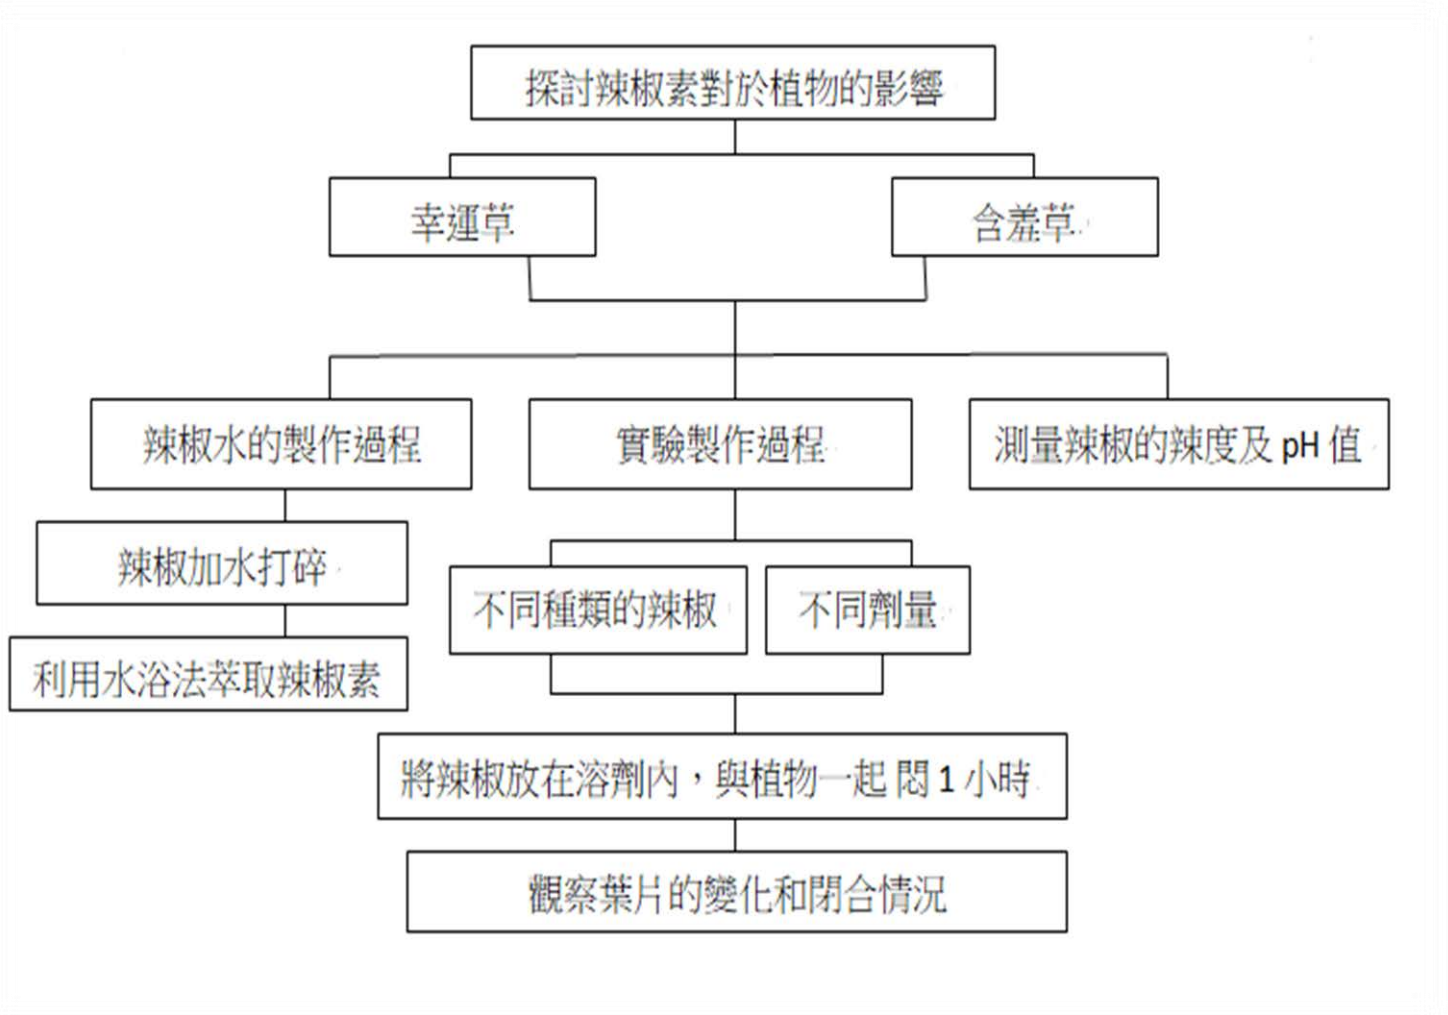 探討辣椒素對於植物的影響
幸運草
含羞草
辣椒水的製作過程
實驗製作過程
測量辣椒的辣度及 pH 值
辣椒加水打碎
不同種類的辣椒
不同劑量
利用水浴法萃取辣椒素
將辣椒放在溶劑內，與植物一起 悶 1 小時
觀察葉片的變化和閉合情況